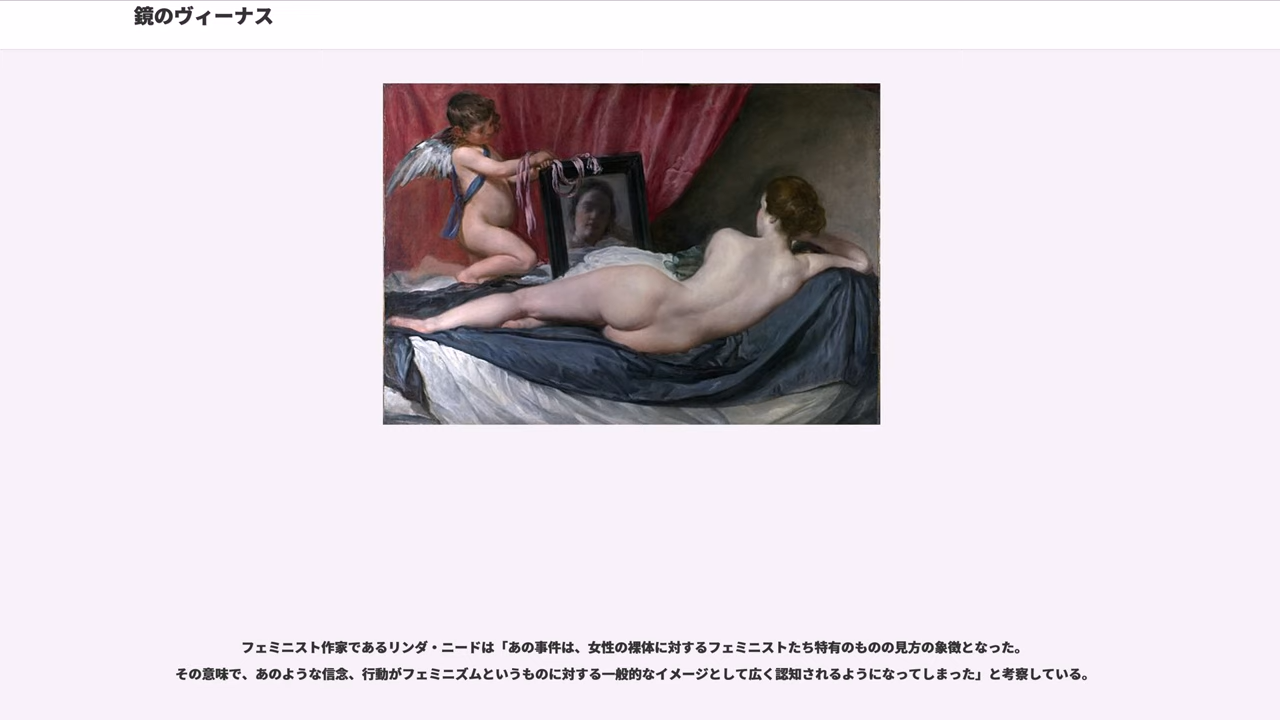 鏡のヴィーナス
フェミニスト作家であるリンダ・ニードは「あの事件は、女性の裸体に対するフェミニストたち特有のものの見方の象徴となった。
その意味で、あのような信念、行動がフェミニズムというものに対する一般的なイメージとして広く認知されるようになってしまった」と考察している。